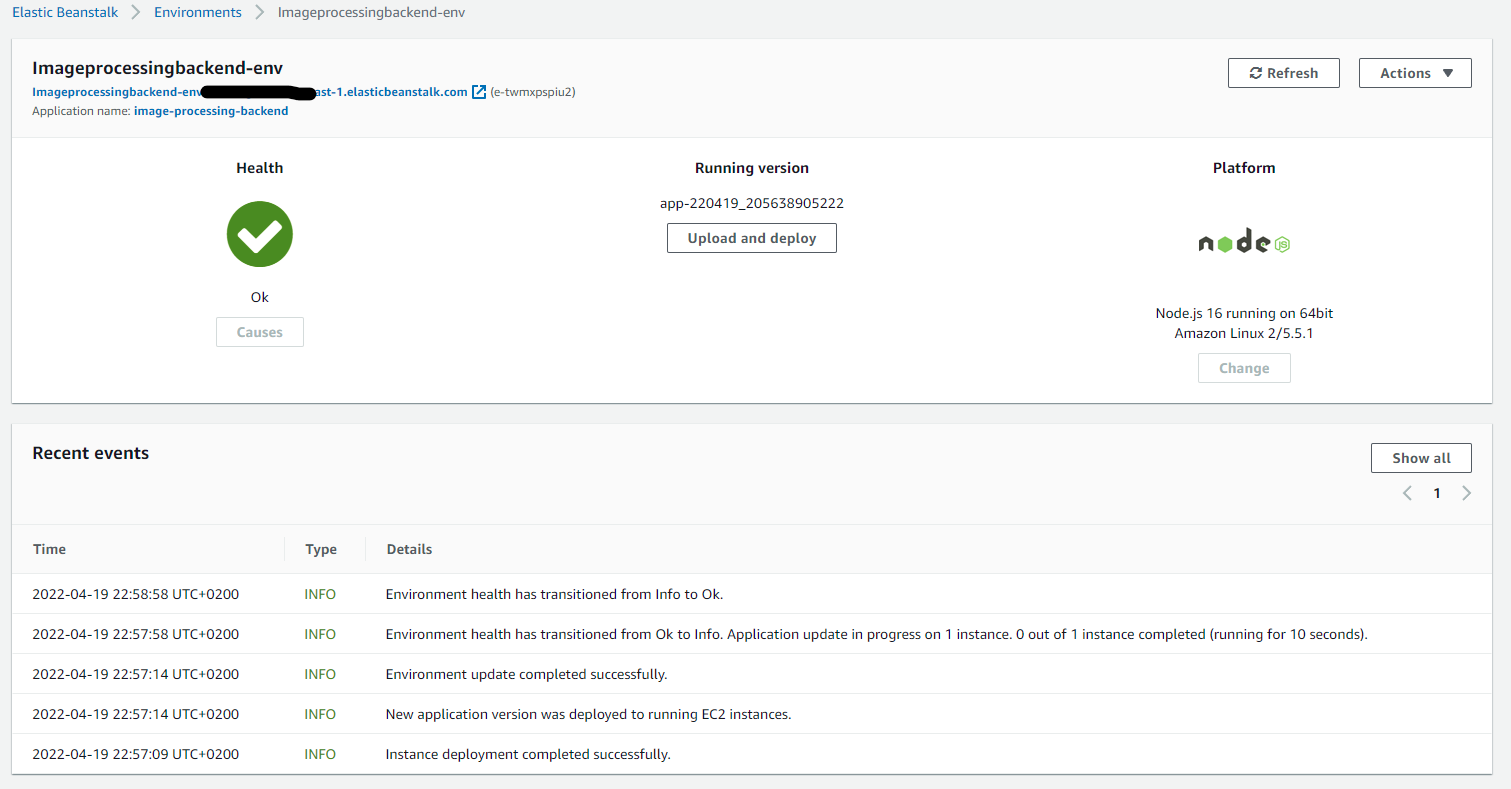 Elastic Beanstalk > Environments > Imageprocessingbackend-env
Imageprocessingbackend-env
Refresh
Actions
Imageprocessingbackend-env ast-1.elasticbeanstalk.com (e-twmxpspiu2)
Application name: image-processing-backend
Health
Ok
Causes
Running version
app-220419_205638905222
Upload and deploy
Platform
node JS
Node.js 16 running on 64bit
Amazon Linux 2/5.5.1
Change
Recent events
Show all
< 1 >
Time Type Details
2022-04-19 22:58:58 UTC+0200 INFO Environment health has transitioned from Info to Ok.
2022-04-19 22:57:58 UTC+0200 INFO Environment health has transitioned from Ok to Info. Application update in progress on 1 instance. 0 out of 1 instance completed (running for 10 seconds).
2022-04-19 22:57:14 UTC+0200 INFO Environment update completed successfully.
2022-04-19 22:57:14 UTC+0200 INFO New application version was deployed to running EC2 instances.
2022-04-19 22:57:09 UTC+0200 INFO Instance deployment completed successfully.